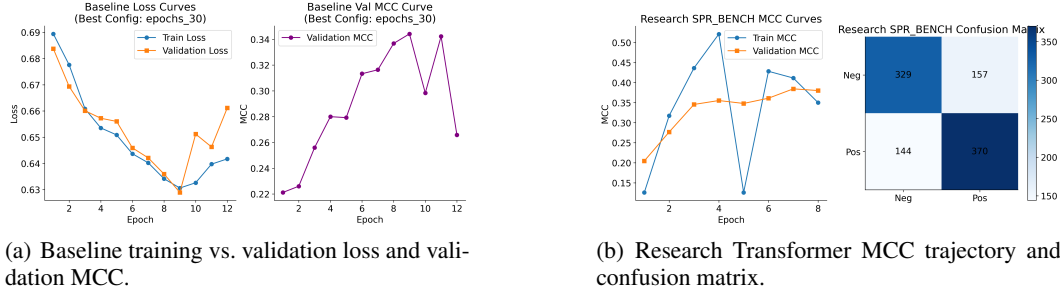 Baseline Loss Curves
(Best Config: epochs_30)
Train Loss
Validation Loss
0.69
0.68
0.67
0.66
0.65
0.64
0.63
Loss
2
4
6
8
10
12
Epoch
Baseline Val MCC Curve
(Best Config: epochs_30)
Validation MCC
0.34
0.32
0.30
0.28
0.26
0.24
0.22
MCC
2
4
6
8
10
12
Epoch
Research SPR_BENCH MCC Curves
Train MCC
Validation MCC
0.50
0.45
0.40
0.35
0.30
0.25
0.20
0.15
MCC
2
4
6
8
Epoch
Research SPR_BENCH Confusion Matrix
Neg
329
157
Pos
144
370
Neg
Pos
350
300
250
200
150
(a) Baseline training vs. validation loss and vali-
dation MCC.
(b) Research Transformer MCC trajectory and
confusion matrix.